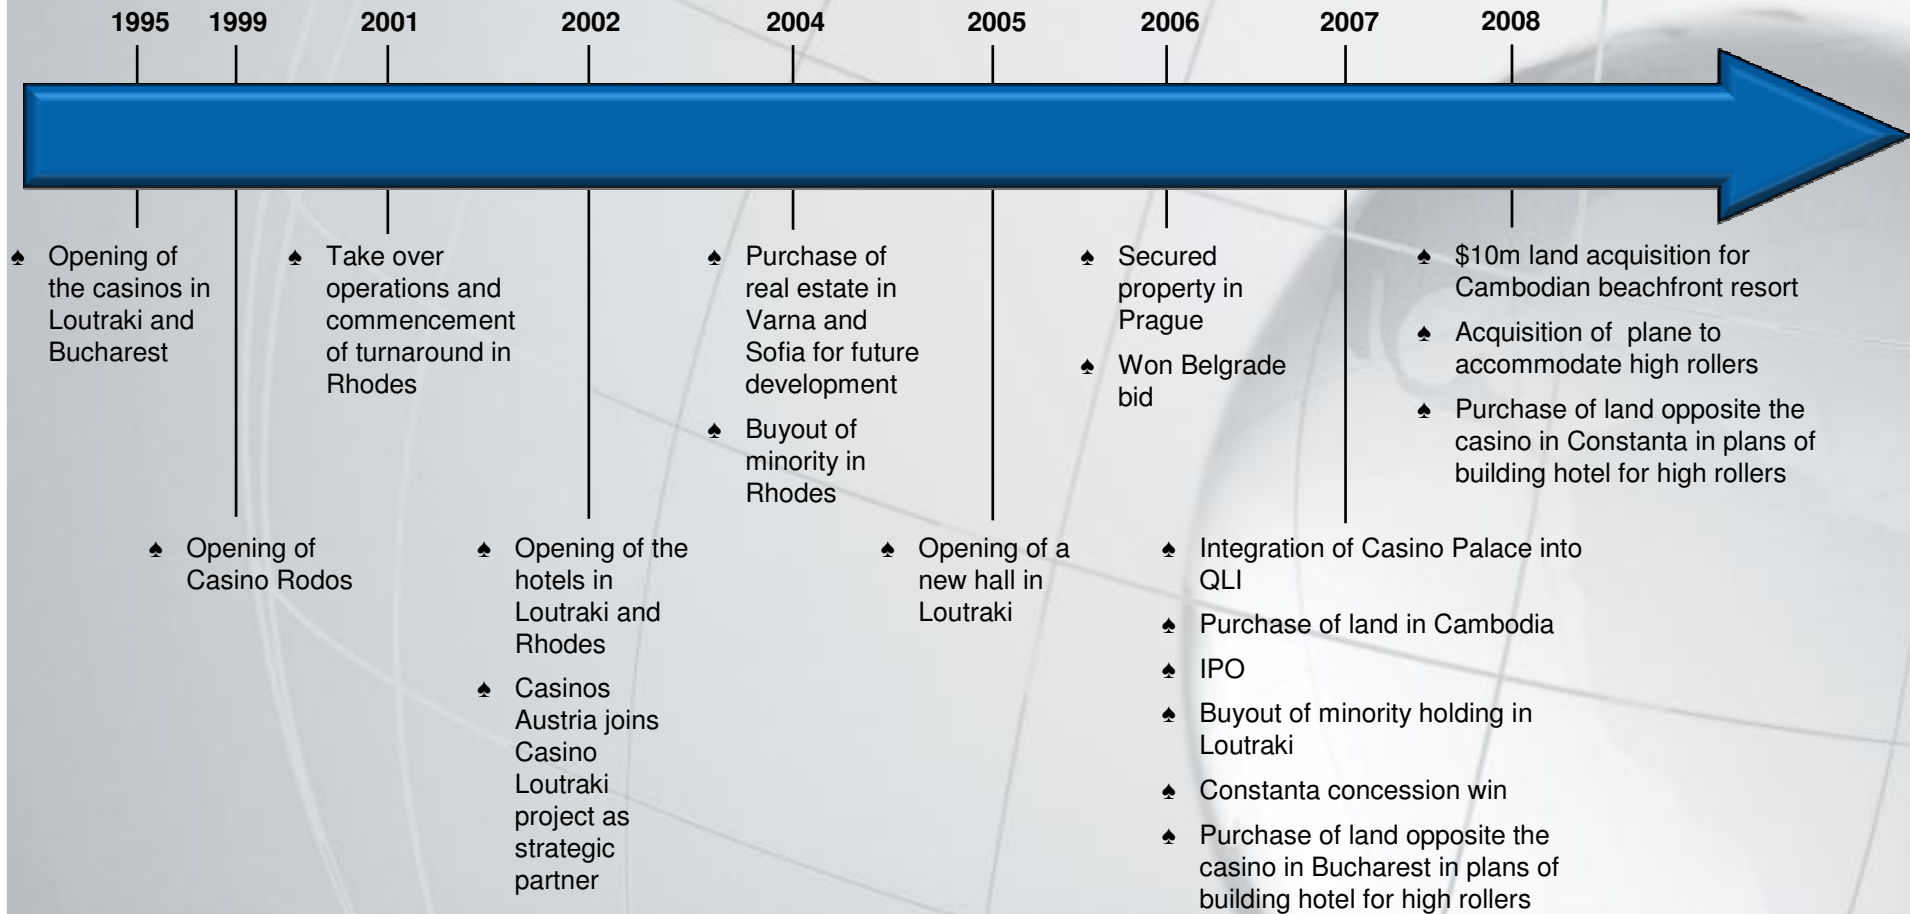 1995 1999 2001 2002 2004 2005 2006 2007 2008
♠ Opening of
the casinos in
Loutraki and
Bucharest
♠ Opening of
Casino Rodos
♠ Take over
operations and
commencement
of turnaround in
Rhodes
♠ Opening of the
hotels in
Loutraki and
Rhodes
♠ Casinos
Austria joins
Casino
Loutraki
project as
strategic
partner
♠ Purchase of
real estate in
Varna and
Sofia for future
development
♠ Buyout of
minority in
Rhodes
♠ Opening of a
new hall in
Loutraki
♠ Secured
property in
Prague
♠ Won Belgrade
bid
♠ Integration of Casino Palace into
QLI
♠ Purchase of land in Cambodia
♠ IPO
♠ Buyout of minority holding in
Loutraki
♠ Constanta concession win
♠ Purchase of land opposite the
casino in Bucharest in plans of
building hotel for high rollers
♠ $10m land acquisition for
Cambodian beachfront resort
♠ Acquisition of plane to
accommodate high rollers
♠ Purchase of land opposite the
casino in Constanta in plans of
building hotel for high rollers